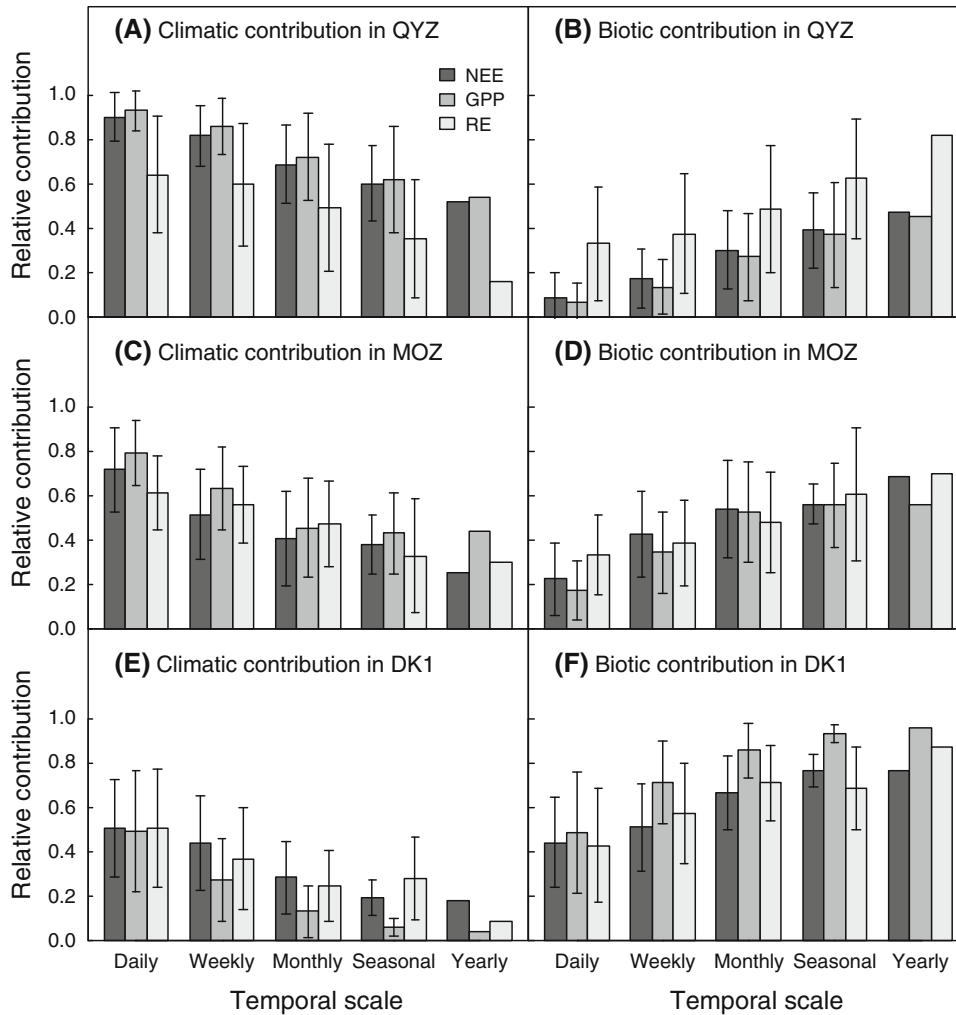 (A) Climatic contribution in QYZ
(B) Biotic contribution in QYZ
NEE
GPP
RE
Relative contribution
1.0
0.8
0.6
0.4
0.2
0.0
(C) Climatic contribution in MOZ
(D) Biotic contribution in MOZ
Relative contribution
1.0
0.8
0.6
0.4
0.2
0.0
(E) Climatic contribution in DK1
(F) Biotic contribution in DK1
Relative contribution
1.0
0.8
0.6
0.4
0.2
0.0
Daily Weekly Monthly Seasonal Yearly
Daily Weekly Monthly Seasonal Yearly
Temporal scale
Temporal scale